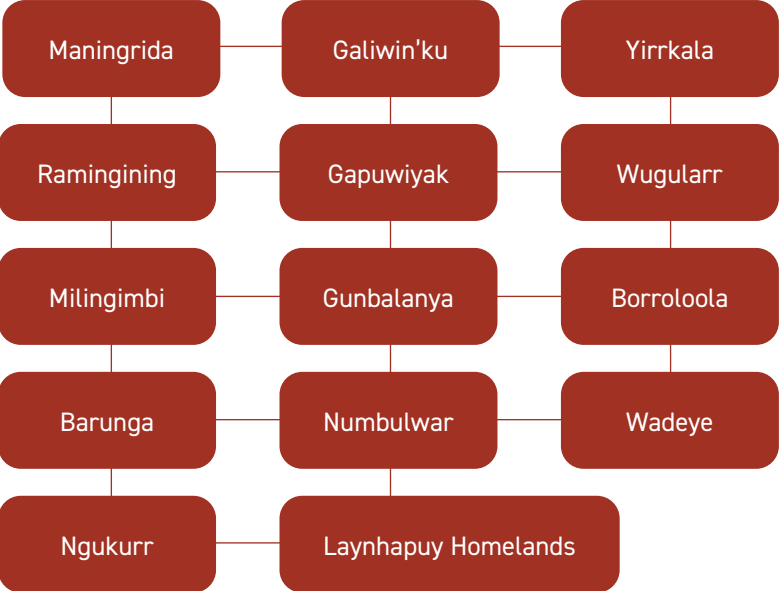 Maningrida
Galiwin’ku
Yirrkala
Ramingining
Gapuwiyak
Wugularr
Milingimbi
Gunbalanya
Borroloola
Barunga
Numbulwar
Wadeye
Ngukurr
Laynhapuy Homelands